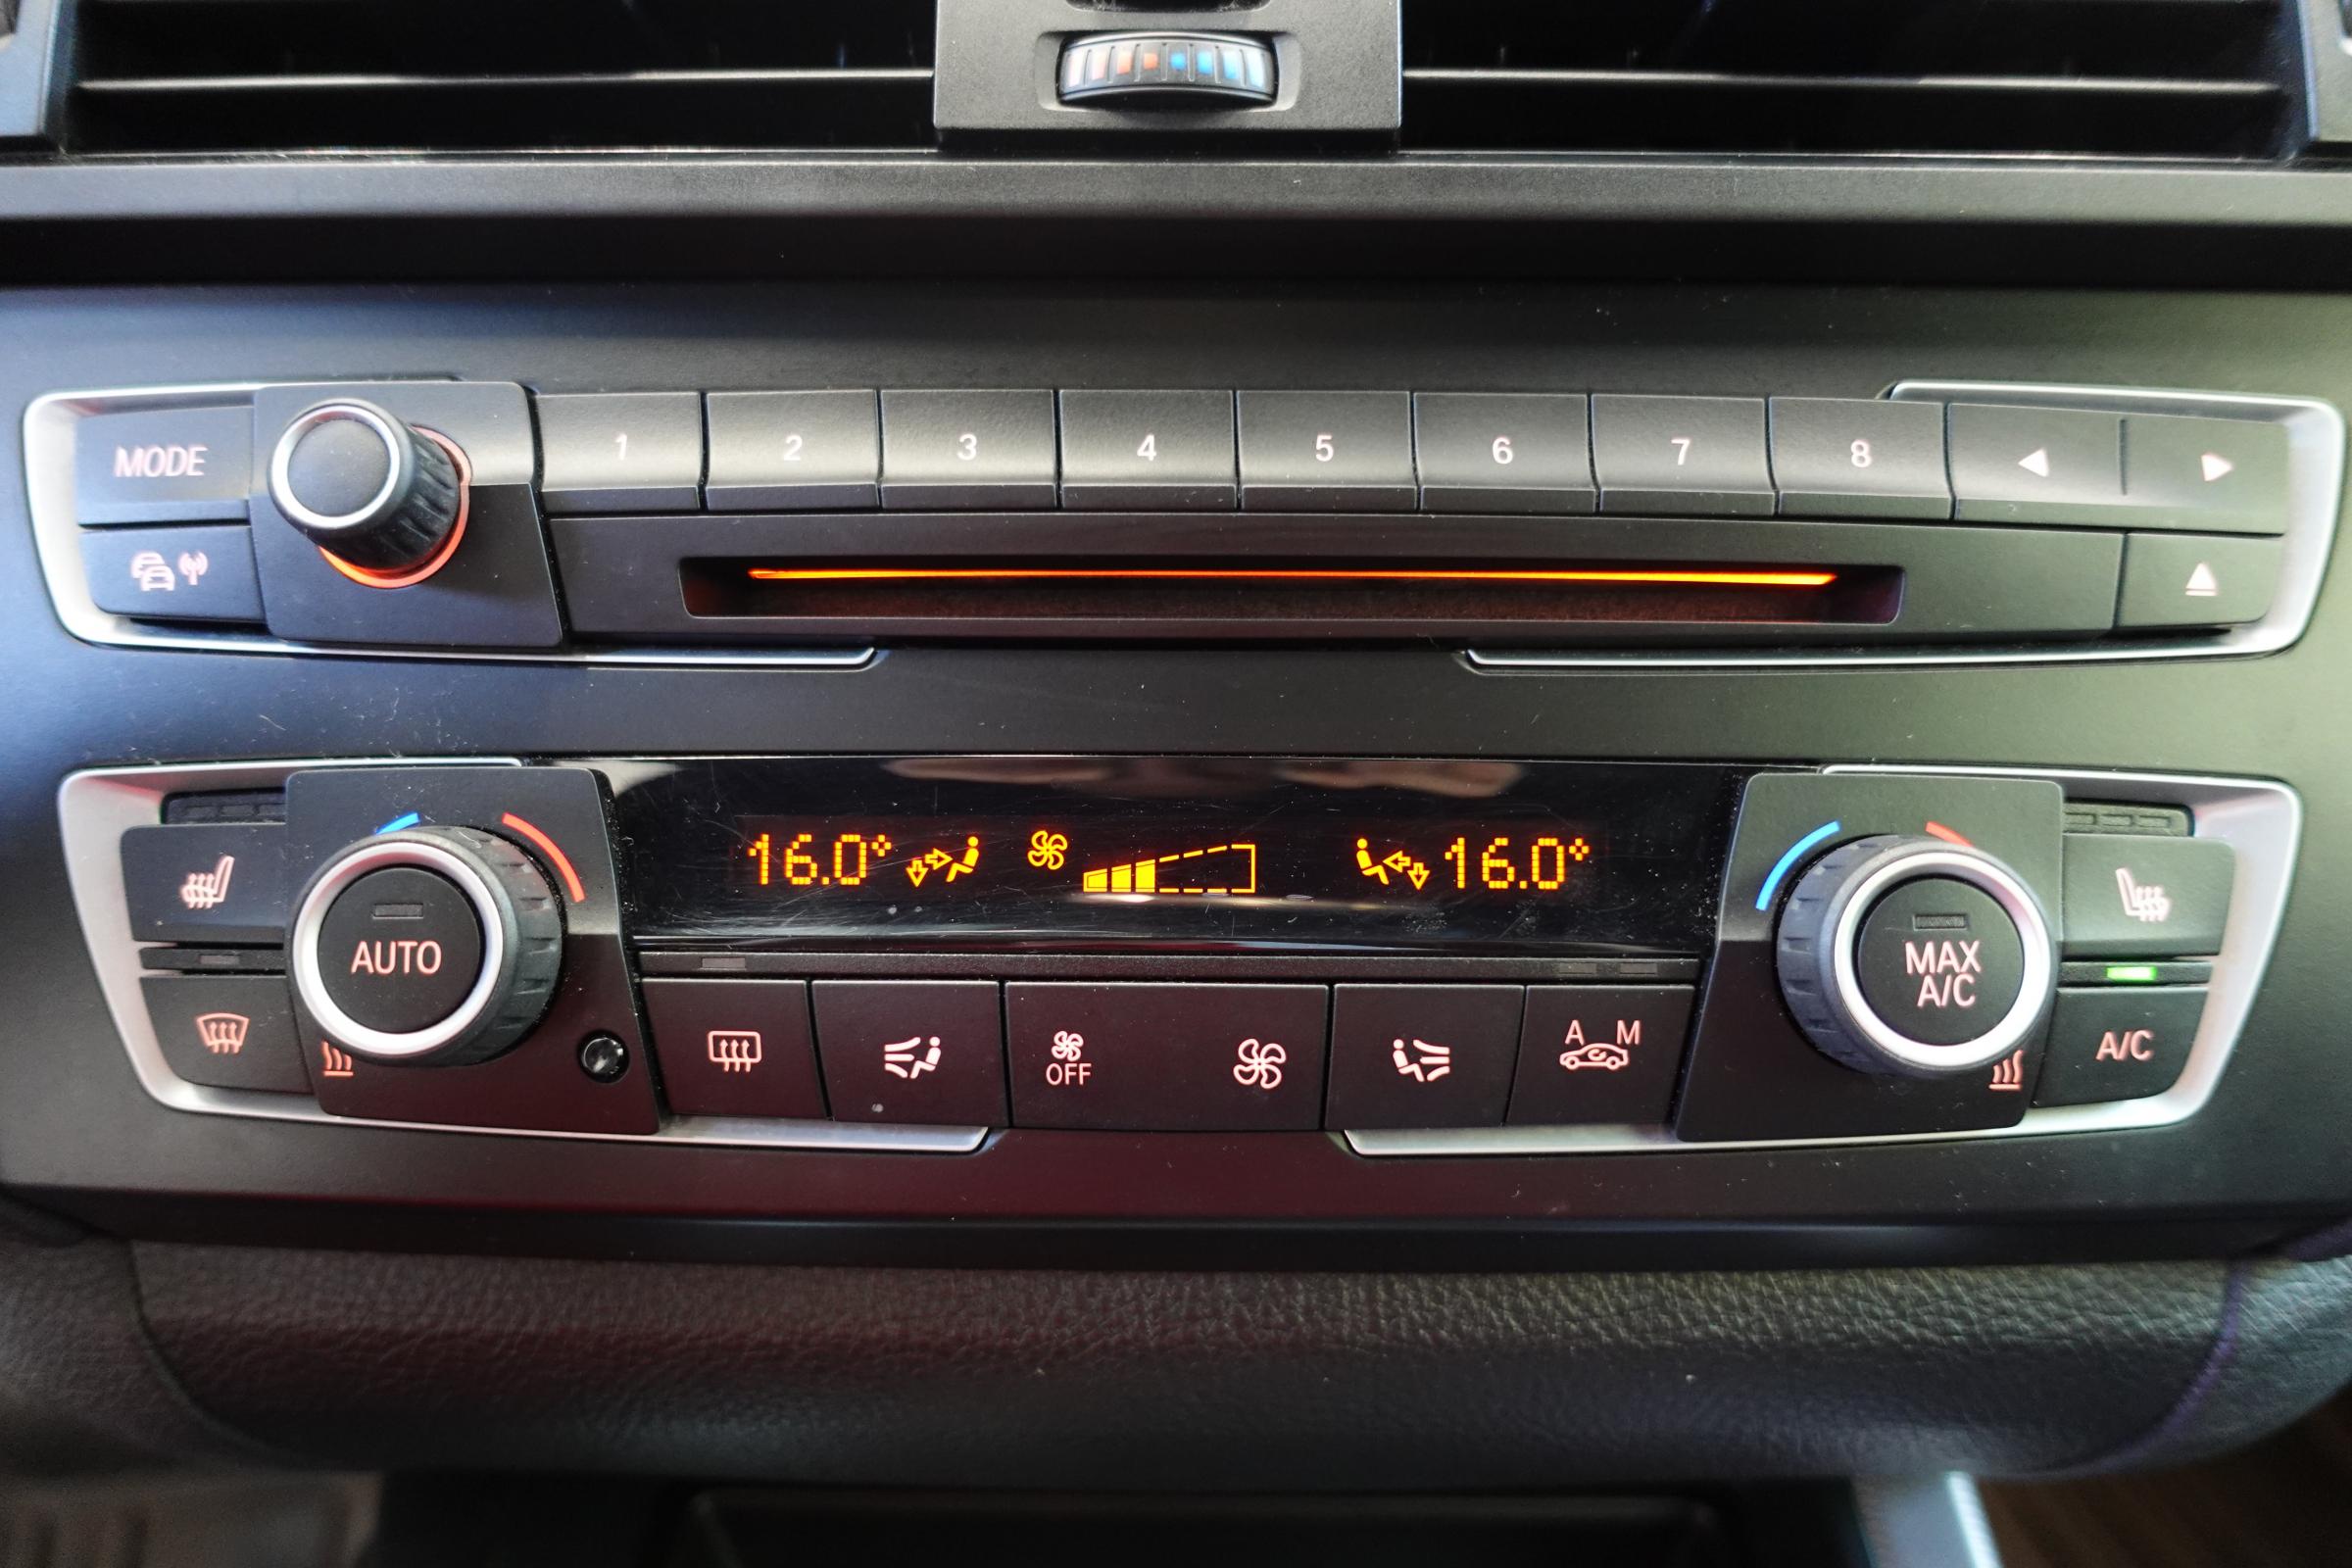 MODE 1 2 3 4 5 6 7 8
16.0° 16.0°
AUTO
MAX
A/C
OFF
A M
A/C